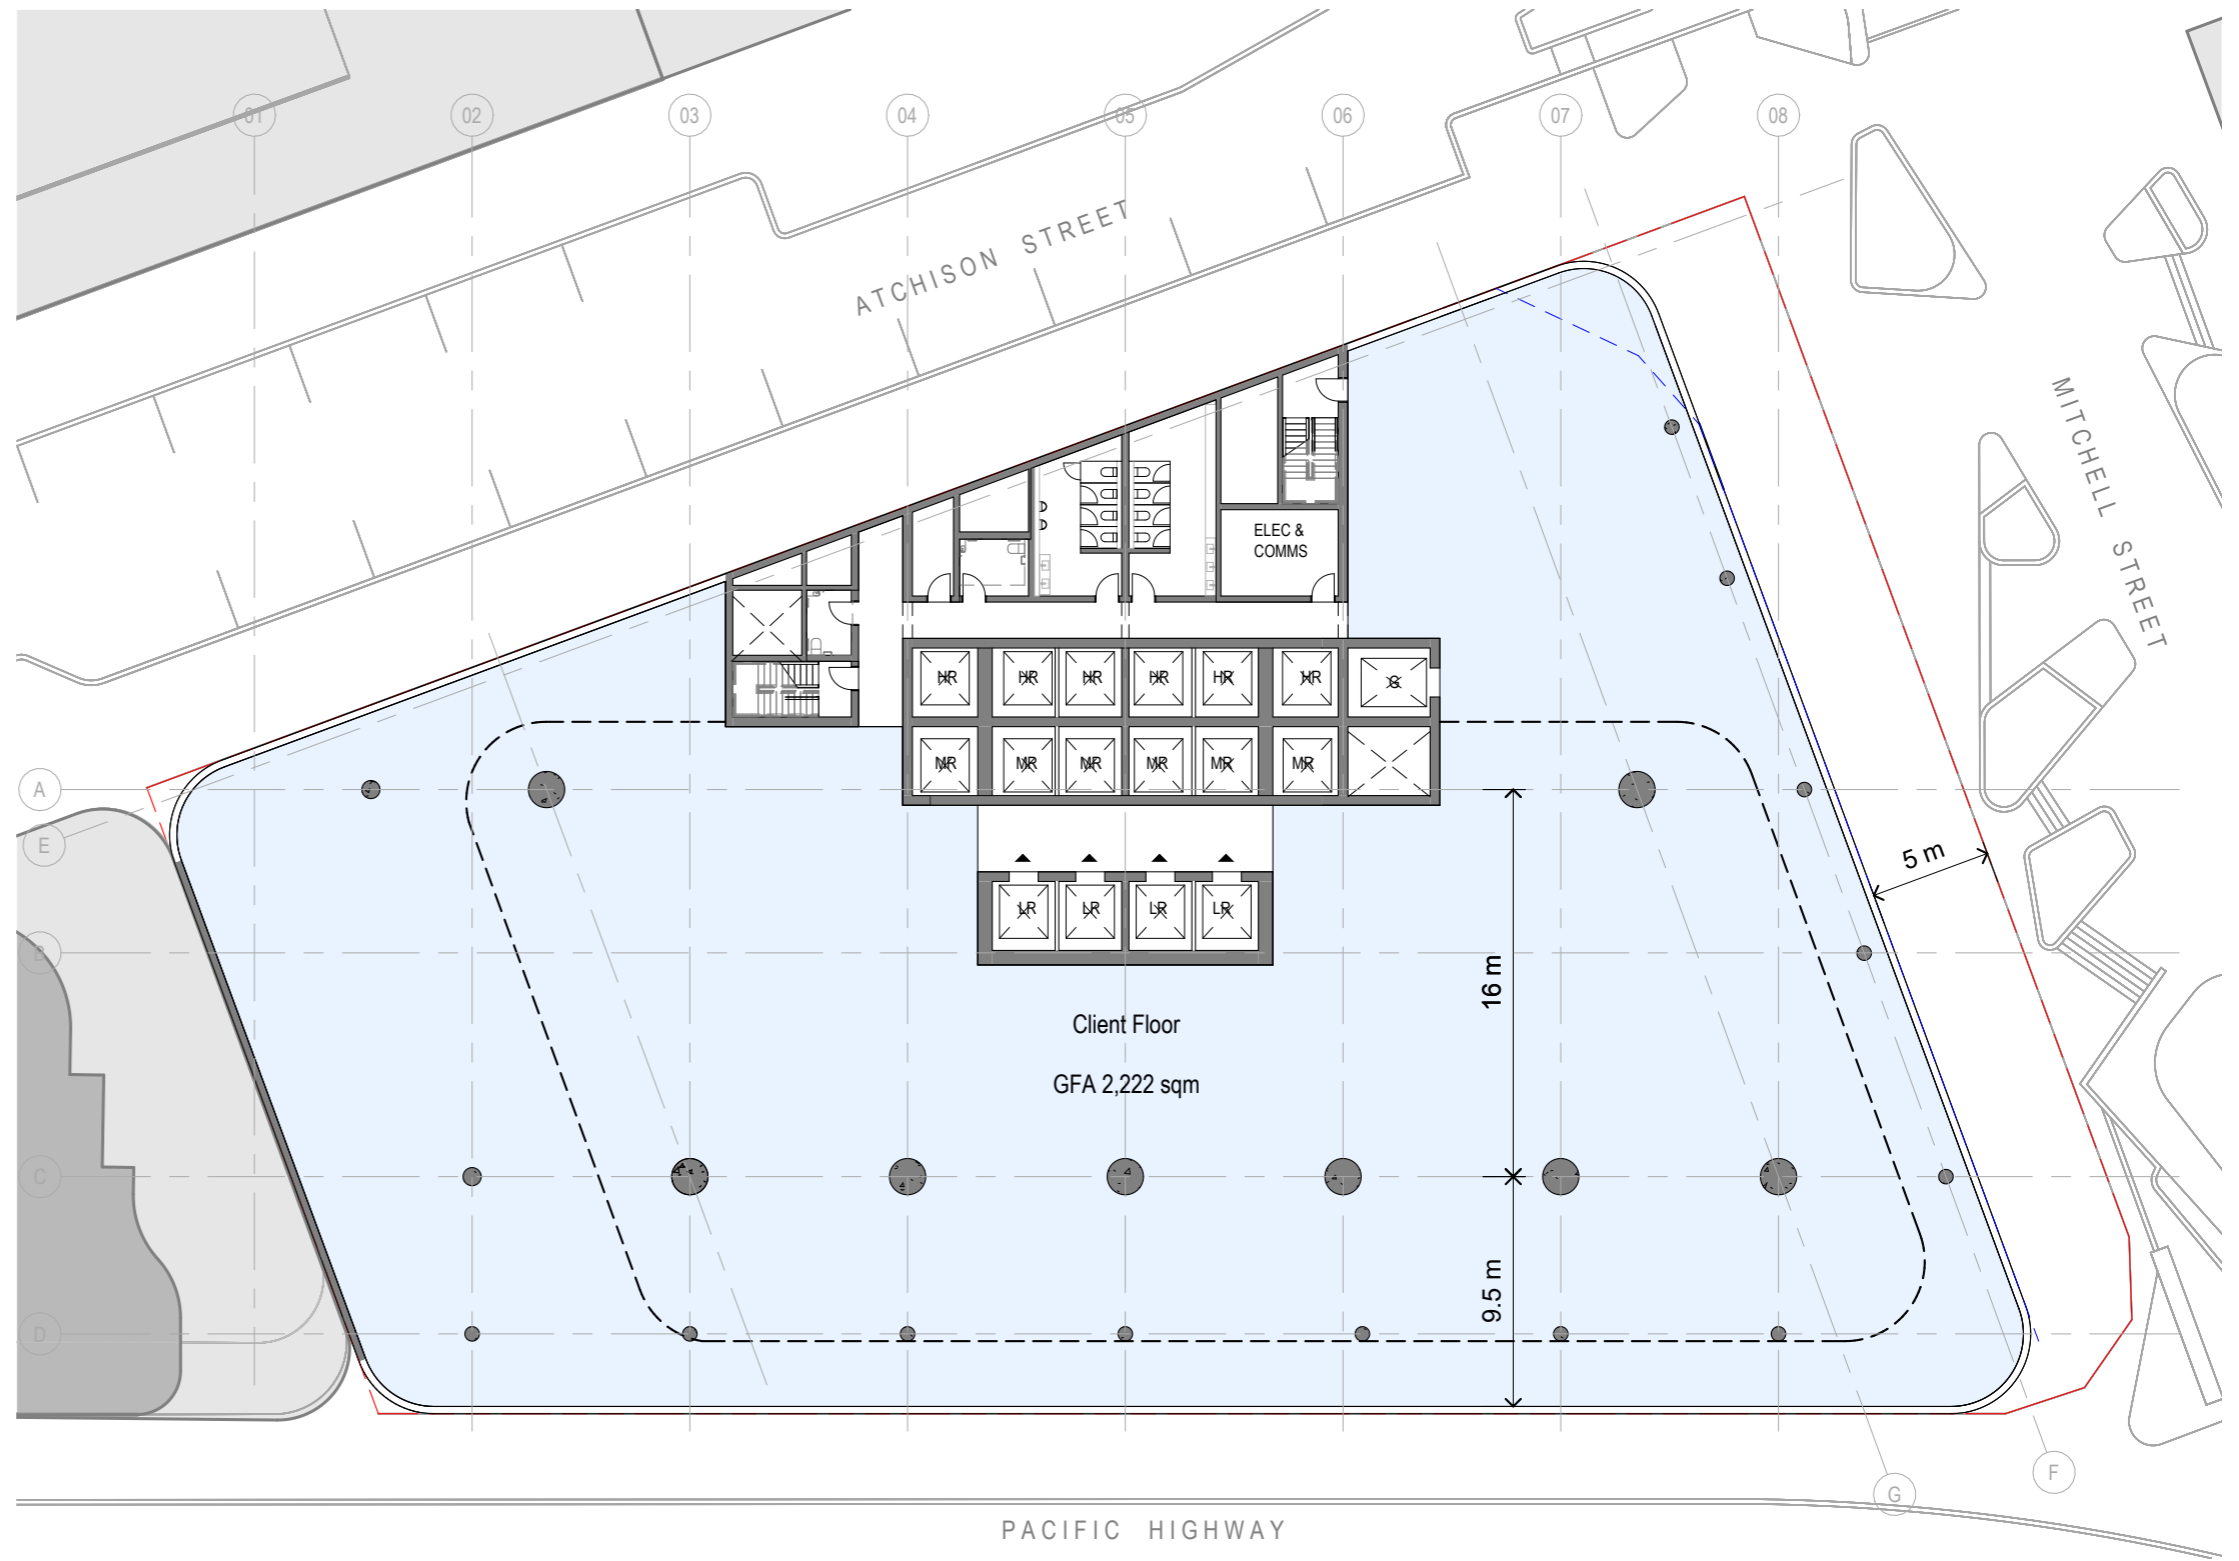 01 02 03 04 05 06 07 08
ATCHISON STREET
MITCHELL STREET
ELEC &
COMMS
HR HR HR HR HR HR G
MR MR MR MR MR MR
A
E
5 m
LR LR LR LR
B
16 m
Client Floor
GFA 2,222 sqm
C
9.5 m
D
F
G
PACIFIC HIGHWAY